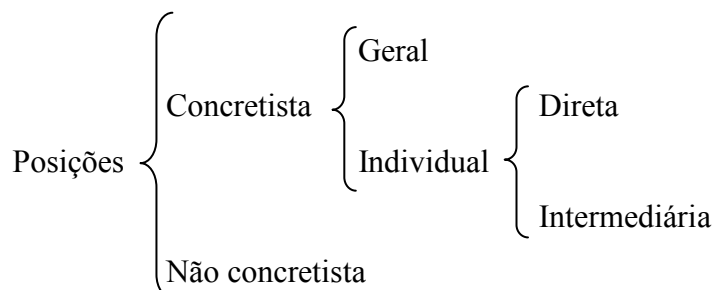 Geral
Concretista
Direta
Posições
Individual
Intermediária
Não concretista